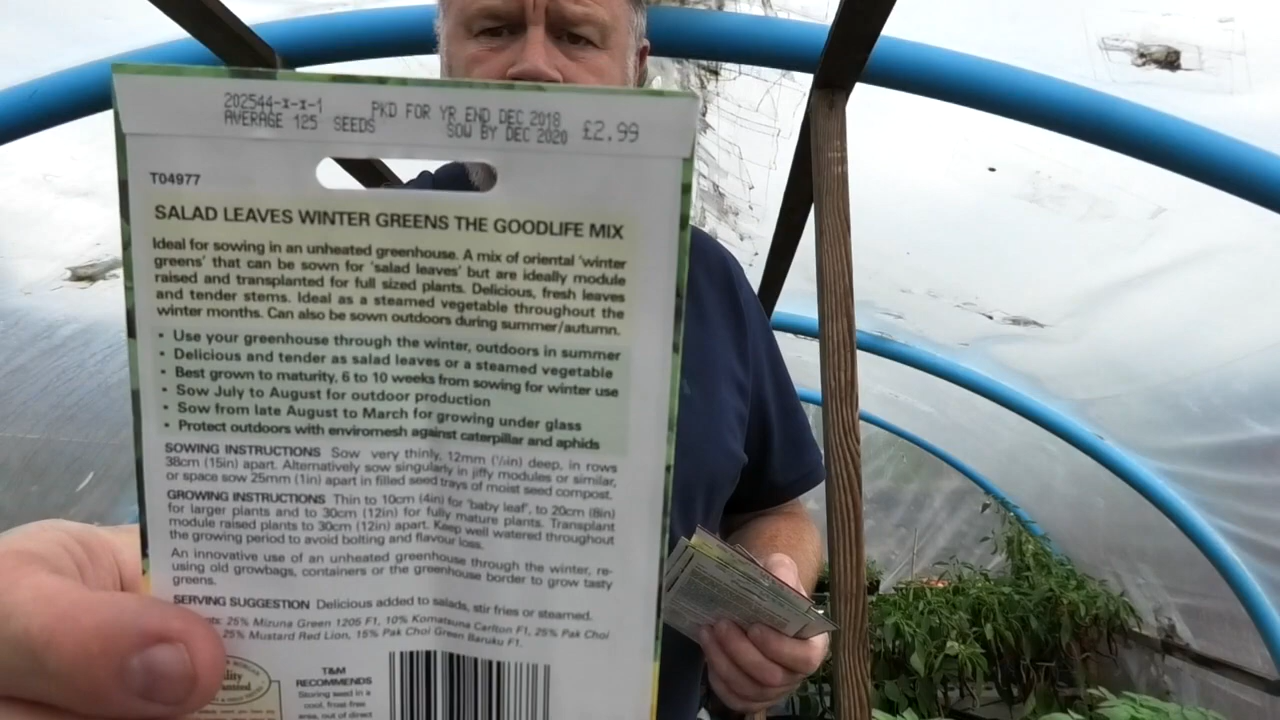 202544-x-x-1 PKD FOR YR END DEC 2018
AVERAGE 125 SEEDS SOW BY DEC 2020 £2.99
T04977
SALAD LEAVES WINTER GREENS THE GOODLIFE MIX
Ideal for sowing in an unheated greenhouse. A mix of oriental 'winter
greens' that can be sown for 'salad leaves' but are ideally module
raised and transplanted for full sized plants. Delicious, fresh leaves
and tender stems. Ideal as a steamed vegetable throughout the
winter months. Can also be sown outdoors during summer/autumn.
• Use your greenhouse through the winter, outdoors in summer
• Delicious and tender as salad leaves or a steamed vegetable
• Best grown to maturity, 6 to 10 weeks from sowing for winter use
• Sow July to August for outdoor production
• Sow from late August to March for growing under glass
• Protect outdoors with enviromesh against caterpillar and aphids
SOWING INSTRUCTIONS Sow very thinly, 12mm (½in) deep, in rows
38cm (15in) apart. Alternatively sow singularly in jiffy modules or similar,
or space sow 25mm (1in) apart in filled seed trays of moist seed compost.
GROWING INSTRUCTIONS Thin to 10cm (4in) for 'baby leaf', to 20cm (8in)
for larger plants and to 30cm (12in) for fully mature plants. Transplant
module raised plants to 30cm (12in) apart. Keep well watered throughout
the growing period to avoid bolting and flavour loss.
An innovative use of an unheated greenhouse through the winter, re-
using old growbags, containers or the greenhouse border to grow tasty
greens.
SERVING SUGGESTION Delicious added to salads, stir fries or steamed.
25% Mizuna Green 1205 F1, 10% Komatsuna Carlton F1, 25% Pak Choi
25% Mustard Red Lion, 15% Pak Choi Green Baruku F1.
T&M
RECOMMENDS
Storing seed in a
cool, frost free
area, out of direct